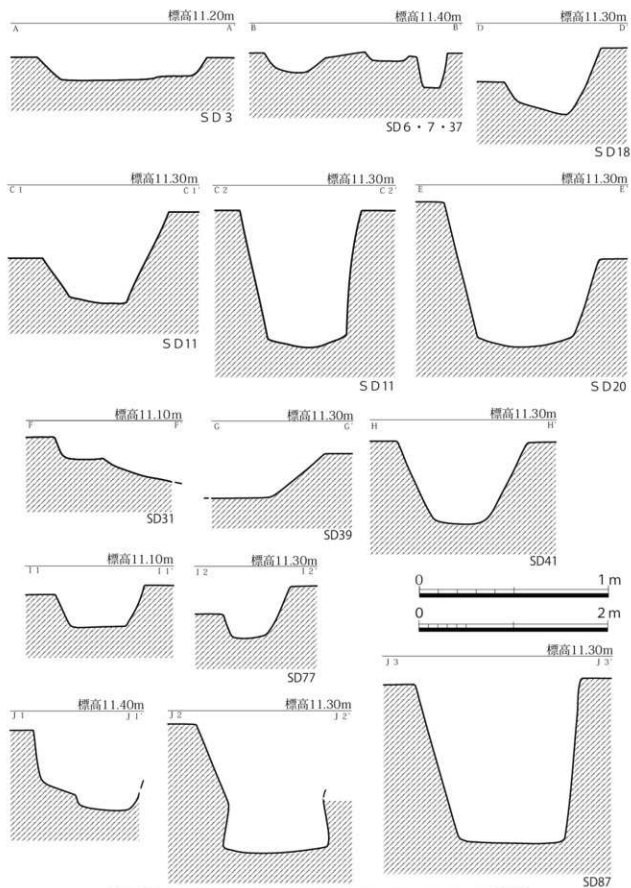 標高11.20m 標高11.40m 標高11.30m
A A' B B' D D'
SD3 SD6・7・37 SD18
標高11.30m 標高11.30m 標高11.30m
C1 C1' C2 C2' E E'
SD11 SD11 SD20
標高11.10m 標高11.30m 標高11.30m
F F' G G' H H'
SD31 SD39 SD41
標高11.10m 標高11.30m
I1 I1' I2 I2'
0 1m
0 2m
SD77
標高11.40m 標高11.30m 標高11.30m
J1 J1' J2 J2' J3 J3'
SD87